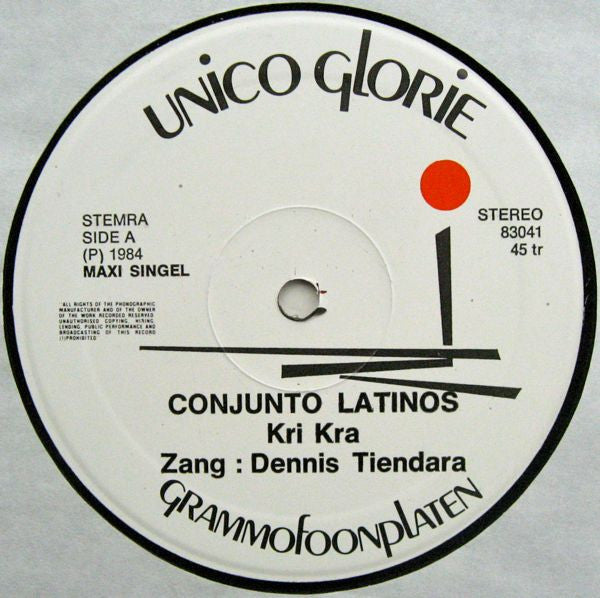 UNICO GLORIE
STEMRA
SIDE A
(P) 1984
MAXI SINGEL
STEREO
83041
45 tr
ALL RIGHTS OF THE PHONOGRAPHIC
MANUFACTURER AND OF THE OWNER
OF THE WORK RECORDED RESERVED
UNAUTHORISED COPYING, HIRING,
LENDING, PUBLIC PERFORMANCE AND
BROADCASTING OF THIS RECORD
(!)PROHIBITED
CONJUNTO LATINOS
Kri Kra
Zang : Dennis Tiendara
GRAMMOFOONPLATEN